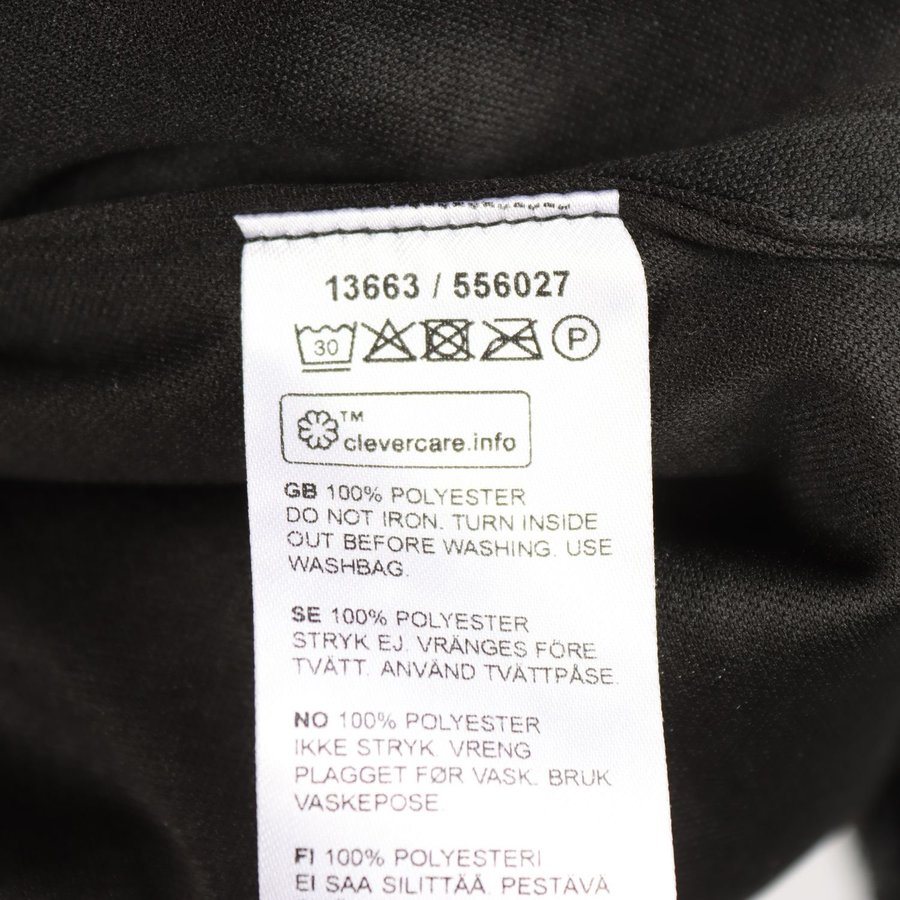 13663 / 556027
30 P
™
clevercare.info
GB 100% POLYESTER
DO NOT IRON. TURN INSIDE
OUT BEFORE WASHING. USE
WASHBAG.
SE 100% POLYESTER
STRYK EJ. VRÄNGES FÖRE
TVÄTT. ANVÄND TVÄTTPÅSE.
NO 100% POLYESTER
IKKE STRYK. VRENG
PLAGGET FØR VASK. BRUK
VASKEPOSE.
FI 100% POLYESTERI
EI SAA SILITTÄÄ. PESTÄVÄ